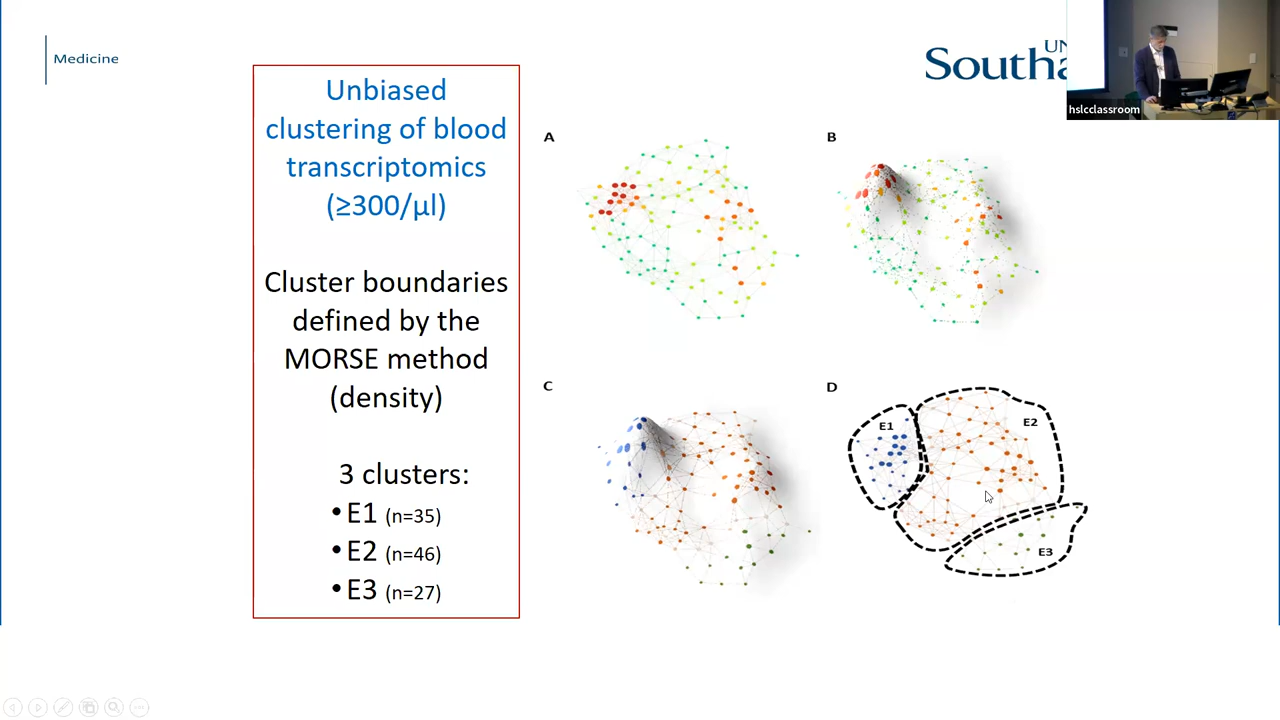 Medicine
UN
Southa
hslcclassroom
Unbiased
clustering of blood
transcriptomics
(≥300/µl)
Cluster boundaries
defined by the
MORSE method
(density)
3 clusters:
• E1 (n=35)
• E2 (n=46)
• E3 (n=27)
A
B
C
D
E1
E2
E3